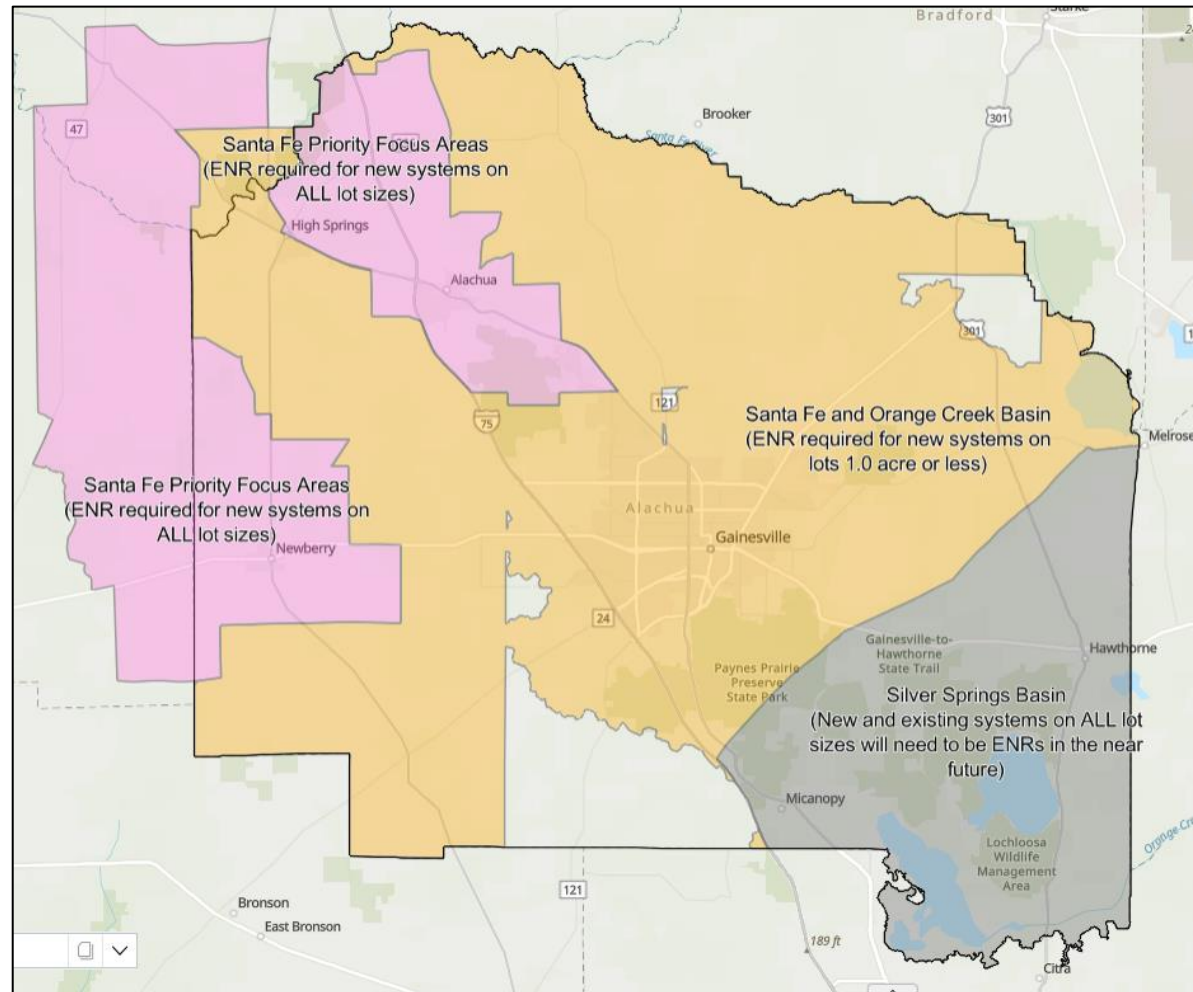 Bradford
Starke
301
47
Brooker
Santa Fe River
Santa Fe Priority Focus Areas
(ENR required for new systems on
ALL lot sizes)
High Springs
Alachua
301
121
75
Santa Fe and Orange Creek Basin
(ENR required for new systems on
lots 1.0 acre or less)
Melrose
Santa Fe Priority Focus Areas
(ENR required for new systems on
ALL lot sizes)
Newberry
Alachua
Gainesville
24
Gainesville-to-
Hawthorne
State Trail
Hawthorne
Paynes Prairie
Preserve
State Park
Silver Springs Basin
(New and existing systems on ALL lot
sizes will need to be ENRs in the near
future)
Micanopy
Lochloosa
Wildlife
Management
Area
121
Bronson
East Bronson
189 ft
Citra